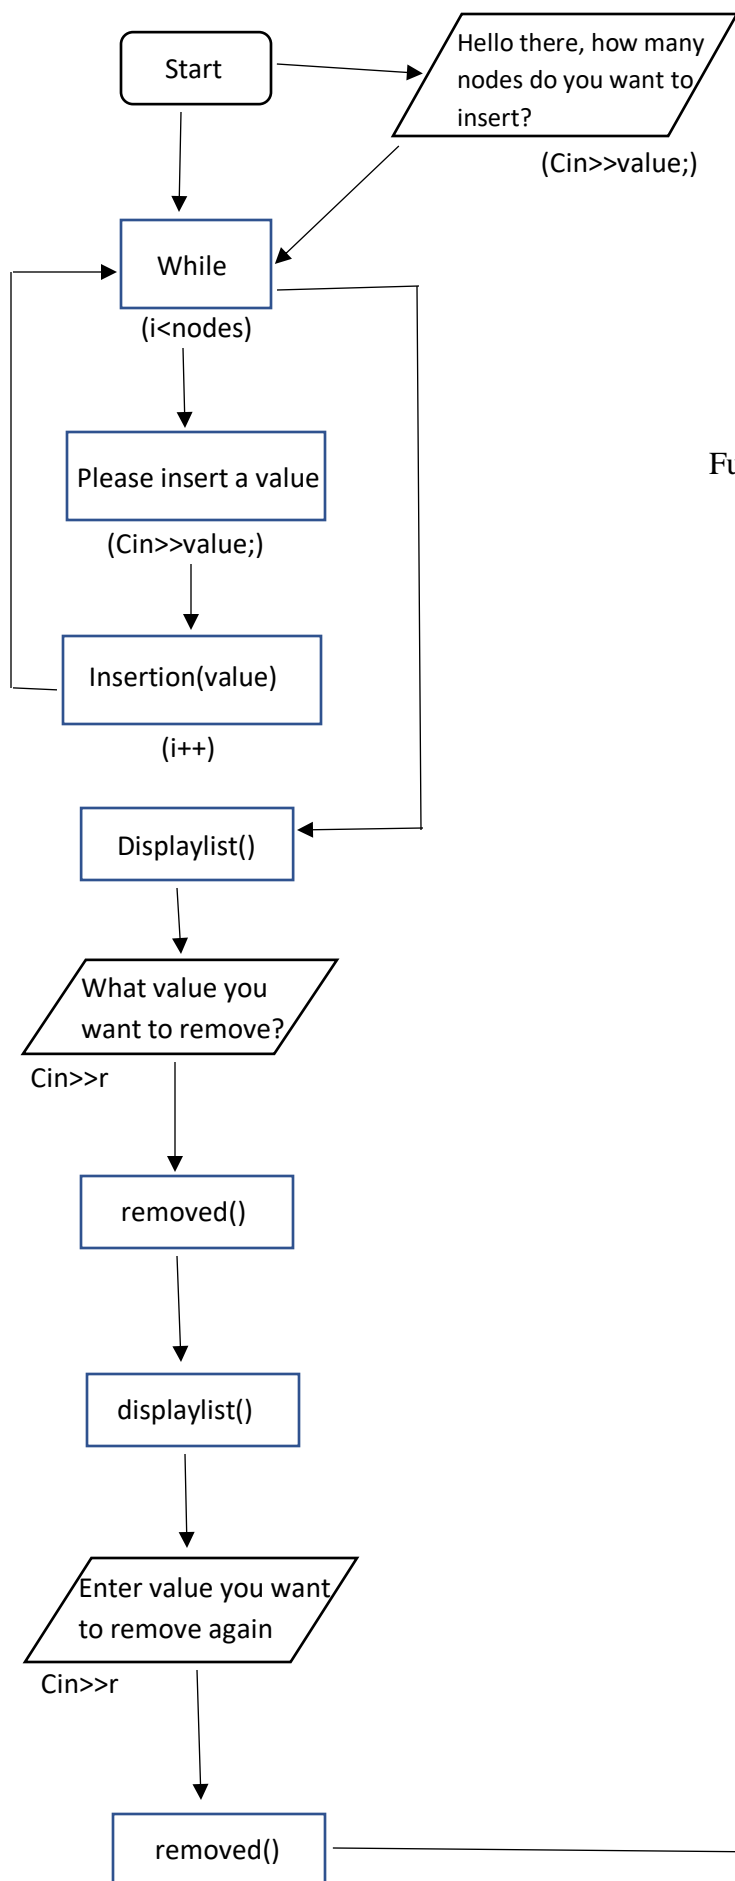 Start
Hello there, how many
nodes do you want to
insert?
(Cin>>value;)
While
(i<nodes)
Please insert a value
Fu
(Cin>>value;)
Insertion(value)
(i++)
Displaylist()
What value you
want to remove?
Cin>>r
removed()
displaylist()
Enter value you want
to remove again
Cin>>r
removed()